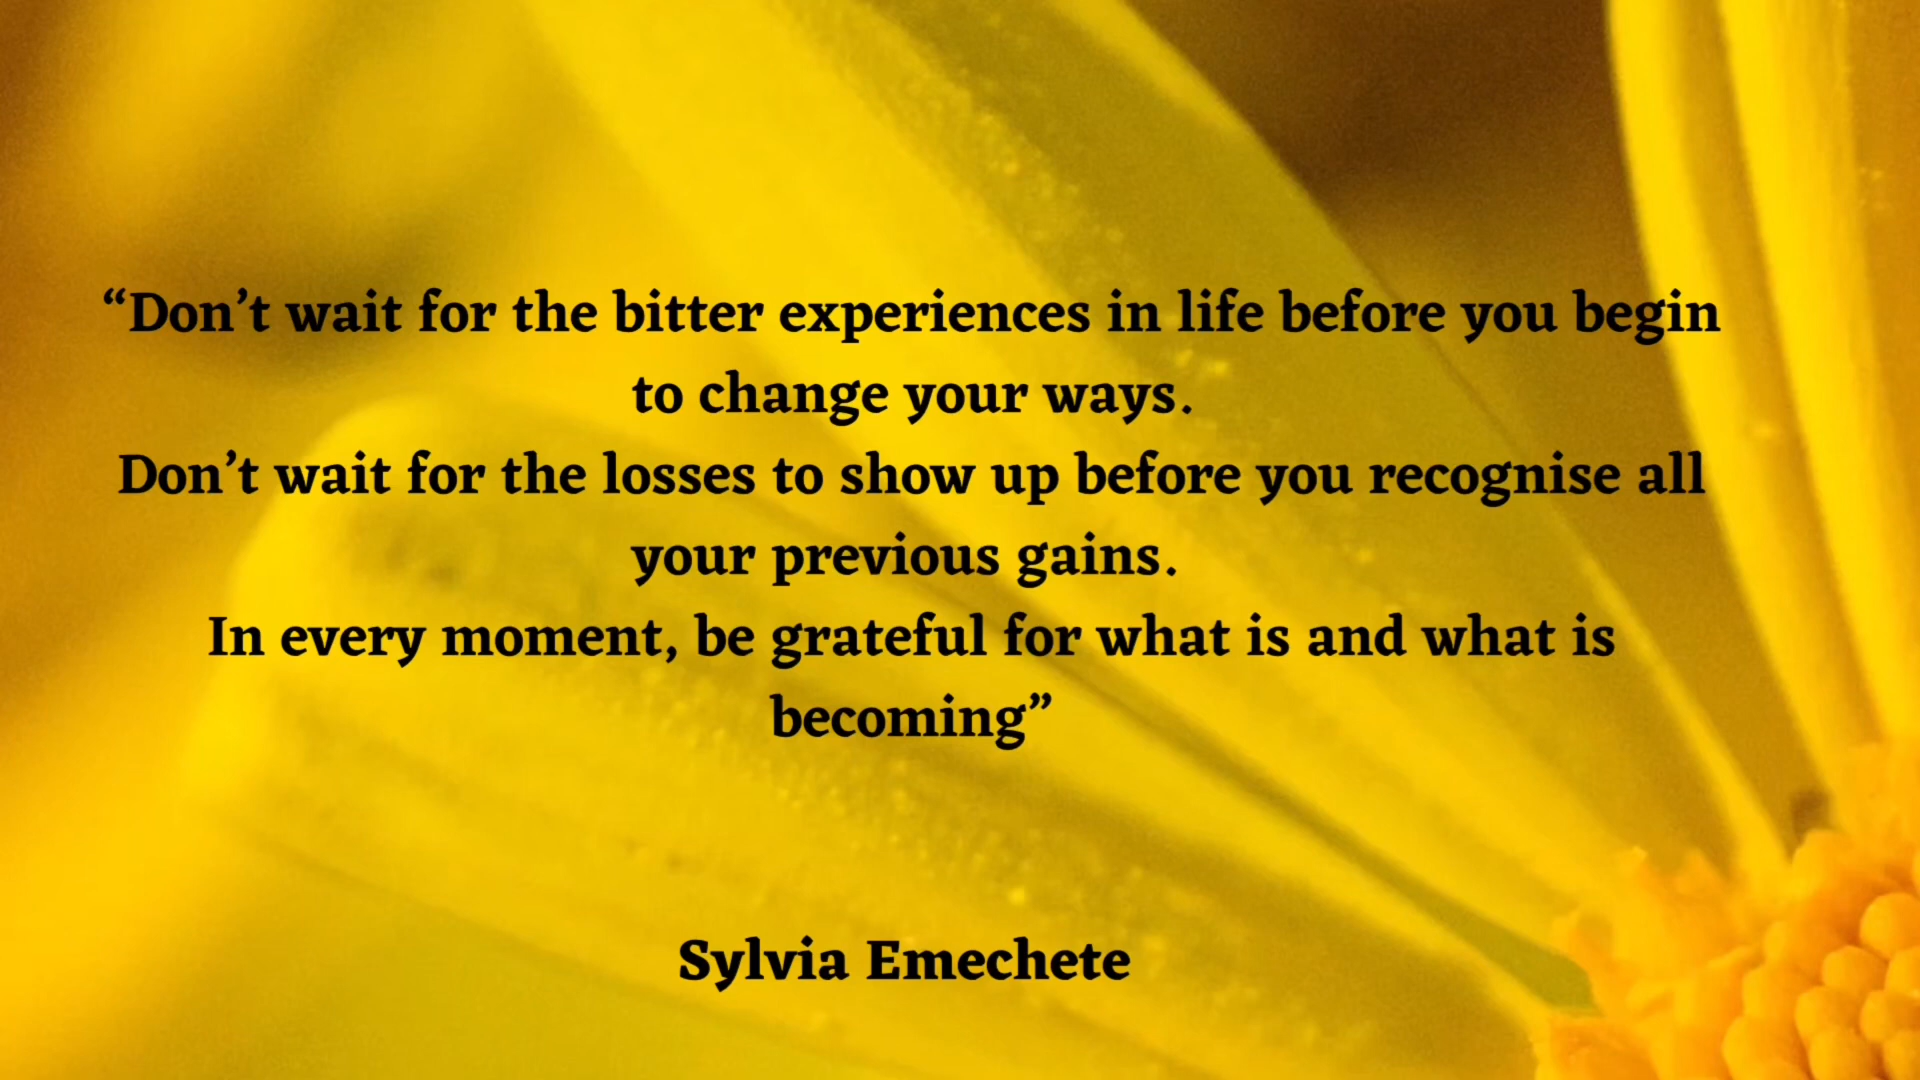 “Don’t wait for the bitter experiences in life before you begin
to change your ways.
Don’t wait for the losses to show up before you recognise all
your previous gains.
In every moment, be grateful for what is and what is
becoming”
Sylvia Emechete